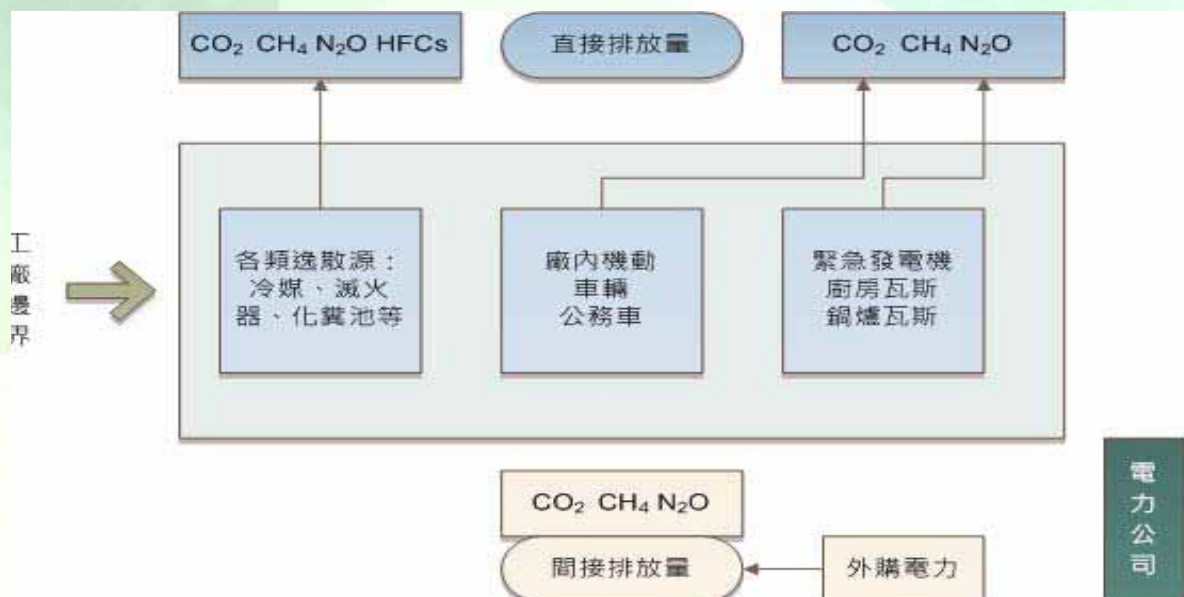 CO₂ CH₄ N₂O HFCs
直接排放量
CO₂ CH₄ N₂O
工
廠
邊
界
各類逸散源：
冷媒、滅火
器、化糞池等
廠內機動
車輛
公務車
緊急發電機
廚房瓦斯
鍋爐瓦斯
CO₂ CH₄ N₂O
間接排放量
外購電力
電
力
公
司